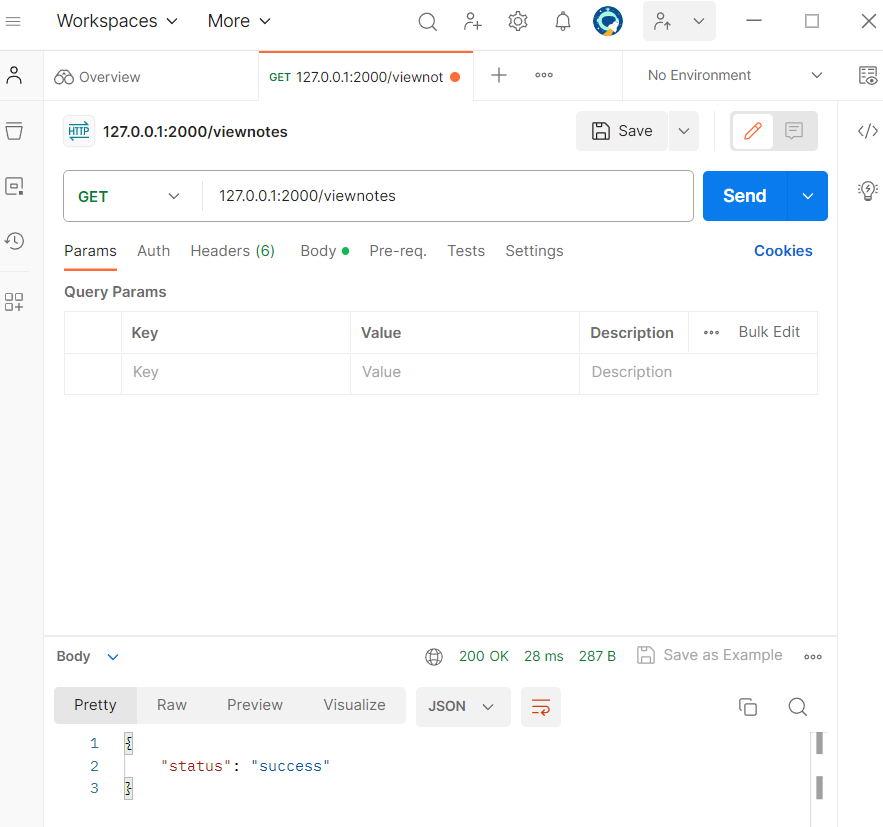 Workspaces More
Overview GET 127.0.0.1:2000/viewnot No Environment
HTTP 127.0.0.1:2000/viewnotes Save
GET 127.0.0.1:2000/viewnotes Send
Params Auth Headers (6) Body Pre-req. Tests Settings Cookies
Query Params
Key Value Description Bulk Edit
Key Value Description
Body 200 OK 28 ms 287 B Save as Example
Pretty Raw Preview Visualize JSON
1 {
2 "status": "success"
3 }